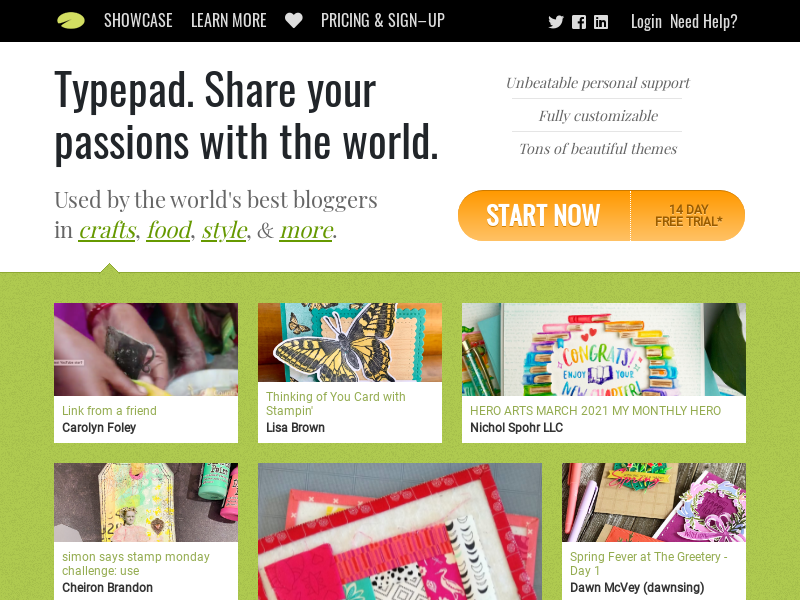 SHOWCASE LEARN MORE PRICING & SIGN–UP Login Need Help?
Typepad. Share your
passions with the world.
Used by the world's best bloggers
in crafts, food, style, & more.
Unbeatable personal support
Fully customizable
Tons of beautiful themes
START NOW
14 DAY
FREE TRIAL*
Link from a friend
Carolyn Foley
Thinking of You Card with
Stampin'
Lisa Brown
CONGRATS!
ENJOY YOUR
NEW CHAPTER!
HERO ARTS MARCH 2021 MY MONTHLY HERO
Nichol Spohr LLC
simon says stamp monday
challenge: use
Cheiron Brandon
Spring Fever at The Greetery -
Day 1
Dawn McVey (dawnsing)